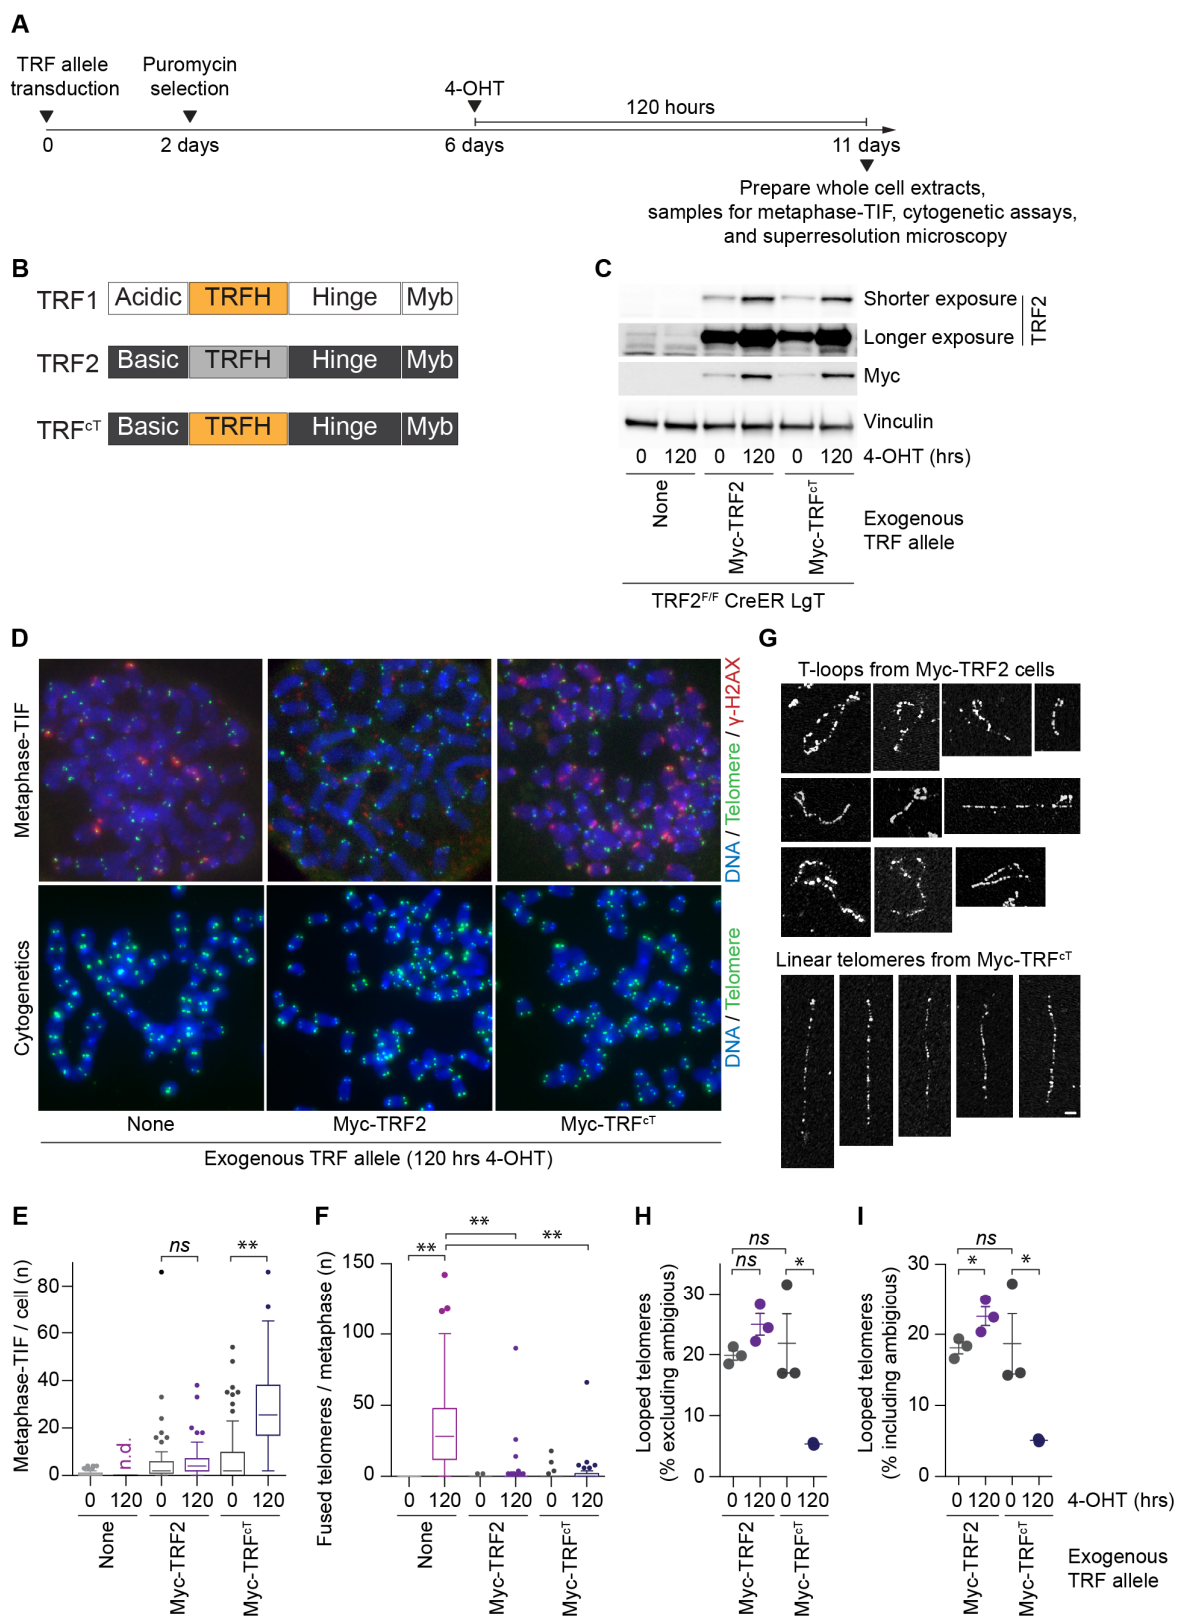 A
TRF allele
transduction
Puromycin
selection
4-OHT
120 hours
0
2 days
6 days
11 days
Prepare whole cell extracts,
samples for metaphase-TIF, cytogenetic assays,
and superresolution microscopy
B
TRF1 Acidic TRFH Hinge Myb
TRF2 Basic TRFH Hinge Myb
TRFcT Basic TRFH Hinge Myb
C
Shorter exposure
Longer exposure
TRF2
Myc
Vinculin
0 120 0 120 0 120 4-OHT (hrs)
None
Myc-TRF2
Myc-TRFcT
Exogenous
TRF allele
TRF2F/F CreER LgT
D
Metaphase-TIF
DNA / Telomere / γ-H2AX
Cytogenetics
DNA / Telomere
None
Myc-TRF2
Myc-TRFcT
Exogenous TRF allele (120 hrs 4-OHT)
G
T-loops from Myc-TRF2 cells
Linear telomeres from Myc-TRFcT
E
Metaphase-TIF / cell (n)
80
60
40
20
0
n.d.
ns
**
0 120 0 120 0 120
None
Myc-TRF2
Myc-TRFcT
F
Fused telomeres / metaphase (n)
150
100
50
0
**
**
**
0 120 0 120 0 120
None
Myc-TRF2
Myc-TRFcT
H
Looped telomeres
(% excluding ambigious)
30
20
10
0
ns
ns
*
0 120 0 120
Myc-TRF2
Myc-TRFcT
I
Looped telomeres
(% including ambigious)
30
20
10
0
ns
*
*
0 120 0 120 4-OHT (hrs)
Myc-TRF2
Myc-TRFcT
Exogenous
TRF allele